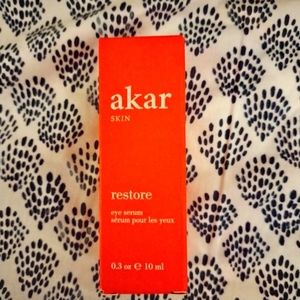 akar
SKIN
restore
eye serum
sérum pour les yeux
0.3 oz ℮ 10 ml